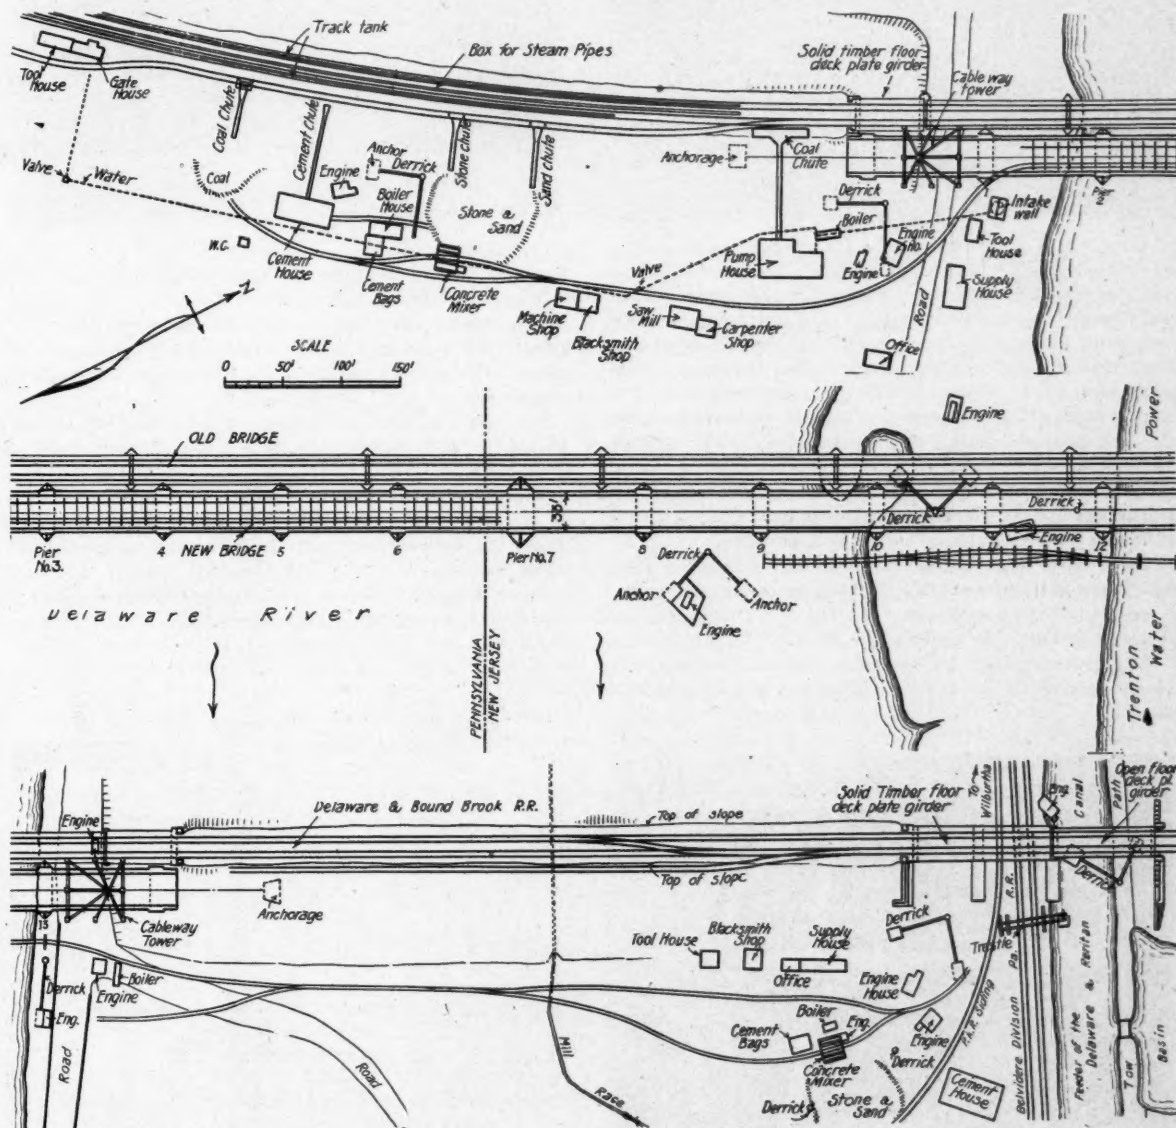 Track tank
Box for Steam Pipes
Solid timber floor
deck plate girder
Cableway
tower
Tool
House
Gate
House
Coal Chute
Cement Chute
Anchor
Derrick
Stone chute
Sand chute
Anchorage
Coal
Chute
Pier
2
Valve
Water
Coal
Engine
Boiler
House
Stone &
Sand
Derrick
Boiler
Intake
well
W.C.
Cement
House
Cement
Bags
Concrete
Mixer
Valve
Pump
House
Engine
Engine
No. 1
Tool
House
Supply
House
N
Machine
Shop
Blacksmith
Shop
Saw
Mill
Carpenter
Shop
Road
Office
SCALE
0 50' 100' 150'
Engine
Power
OLD BRIDGE
33'
Derrick
Derrick
Pier
No.3.
4
NEW BRIDGE
5
6
Pier No.7
8
9
10
11
12
Engine
Derrick
Anchor
Anchor
Engine
Delaware River
PENNSYLVANIA
NEW JERSEY
Trenton
Water
Engine
Delaware & Bound Brook R.R.
Top of slope
Solid Timber floor
deck plate girder
To
Wilburtha
Eng.
Canal
Path
Open floor
deck pl.
girder
Top of slope
Derrick
13
Cableway
Tower
Anchorage
Tool House
Blacksmith
Shop
Supply
House
Office
Derrick
Trestle
Derrick
Engine
Boiler
Eng.
Engine
House
Boiler
Eng.
Cement
Bags
Concrete
Mixer
Engine
Derrick
P.R.R. Siding
Road
Road
Mill
Race
Derrick
Stone &
Sand
Cement
House
Belvidere Division Pa. R.R.
Feeder of the
Delaware & Raritan
Tow
Basin